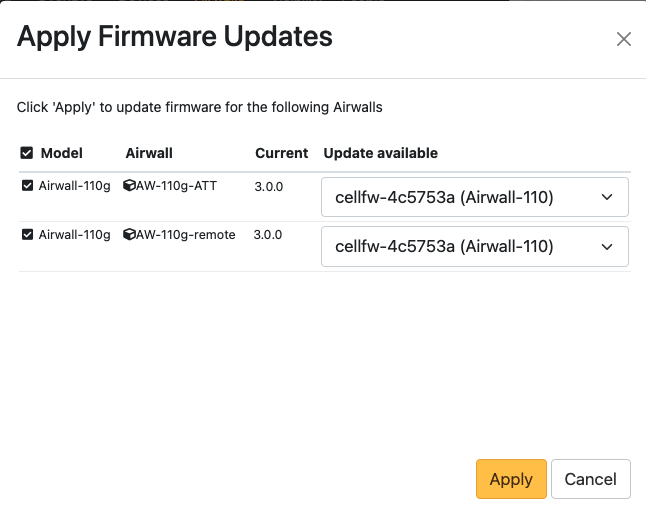 Apply Firmware Updates
Click 'Apply' to update firmware for the following Airwalls
Model Airwall Current Update available
Airwall-110g AW-110g-ATT 3.0.0 cellfw-4c5753a (Airwall-110)
Airwall-110g AW-110g-remote 3.0.0 cellfw-4c5753a (Airwall-110)
Apply Cancel